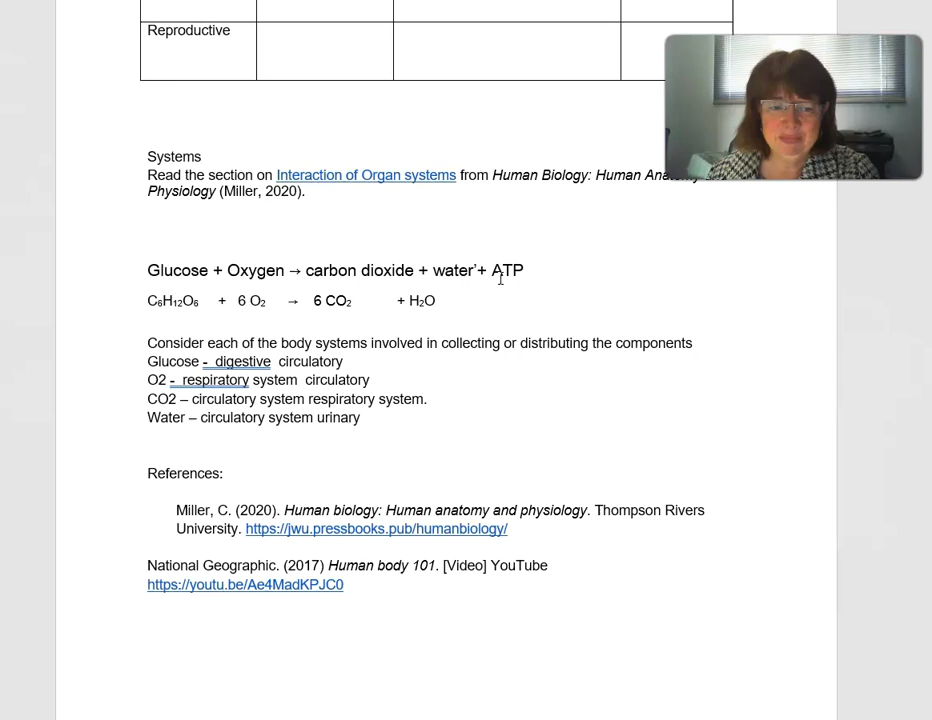 Reproductive
Systems
Read the section on Interaction of Organ systems from Human Biology: Human
Physiology (Miller, 2020).
Glucose + Oxygen → carbon dioxide + water'+ ATP
C₆H₁₂O₆ + 6 O₂ → 6 CO₂ + H₂O
Consider each of the body systems involved in collecting or distributing the components
Glucose - digestive circulatory
O2 - respiratory system circulatory
CO2 – circulatory system respiratory system.
Water – circulatory system urinary
References:
Miller, C. (2020). Human biology: Human anatomy and physiology. Thompson Rivers
University. https://jwu.pressbooks.pub/humanbiology/
National Geographic. (2017) Human body 101. [Video] YouTube
https://youtu.be/Ae4MadKPJC0